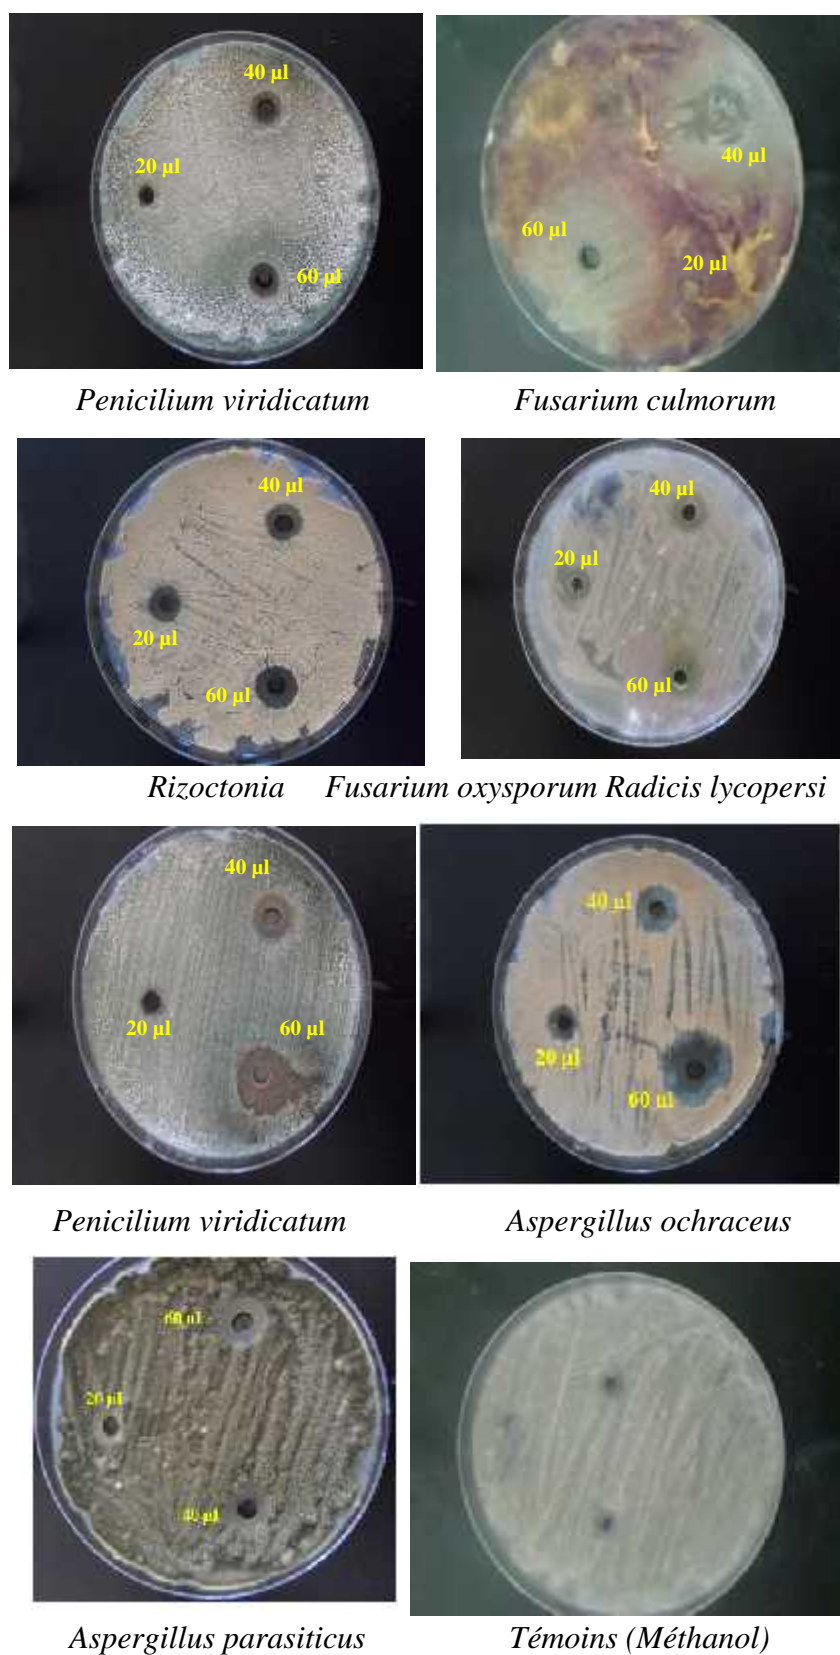 40 µl
20 µl
60 µl
40 µl
60 µl
20 µl
Penicilium viridicatum
Fusarium culmorum
40 µl
20 µl
60 µl
40 µl
20 µl
60 µl
Rizoctonia
Fusarium oxysporum Radicis lycopersi
40 µl
20 µl
60 µl
40 µl
20 µl
60 µl
Penicilium viridicatum
Aspergillus ochraceus
60 µl
20 µl
40 µl
Aspergillus parasiticus
Témoins (Méthanol)